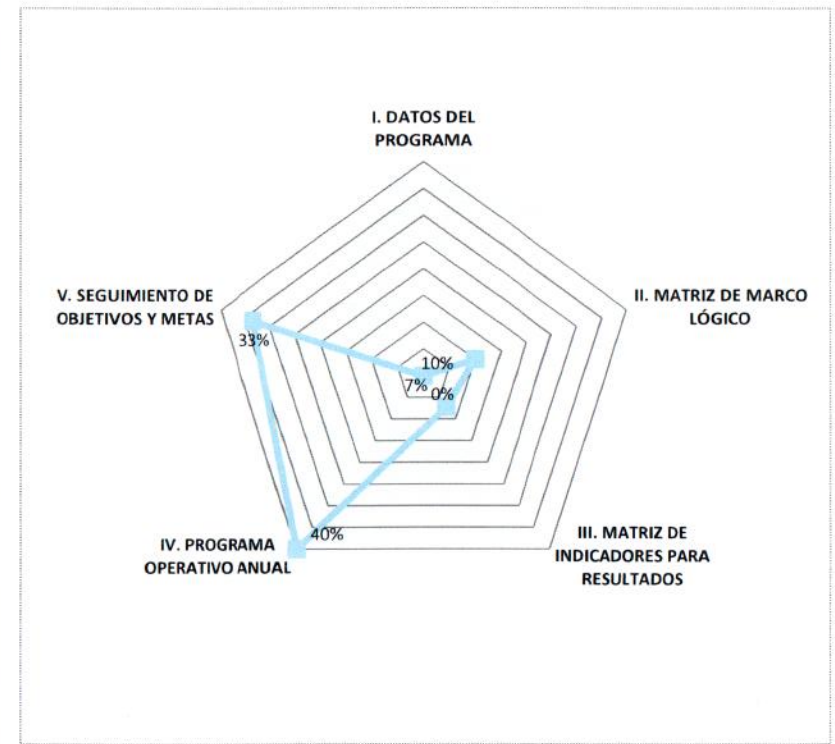 I. DATOS DEL
PROGRAMA
V. SEGUIMIENTO DE
OBJETIVOS Y METAS
II. MATRIZ DE MARCO
LÓGICO
33%
10%
7%
0%
40%
IV. PROGRAMA
OPERATIVO ANUAL
III. MATRIZ DE
INDICADORES PARA
RESULTADOS